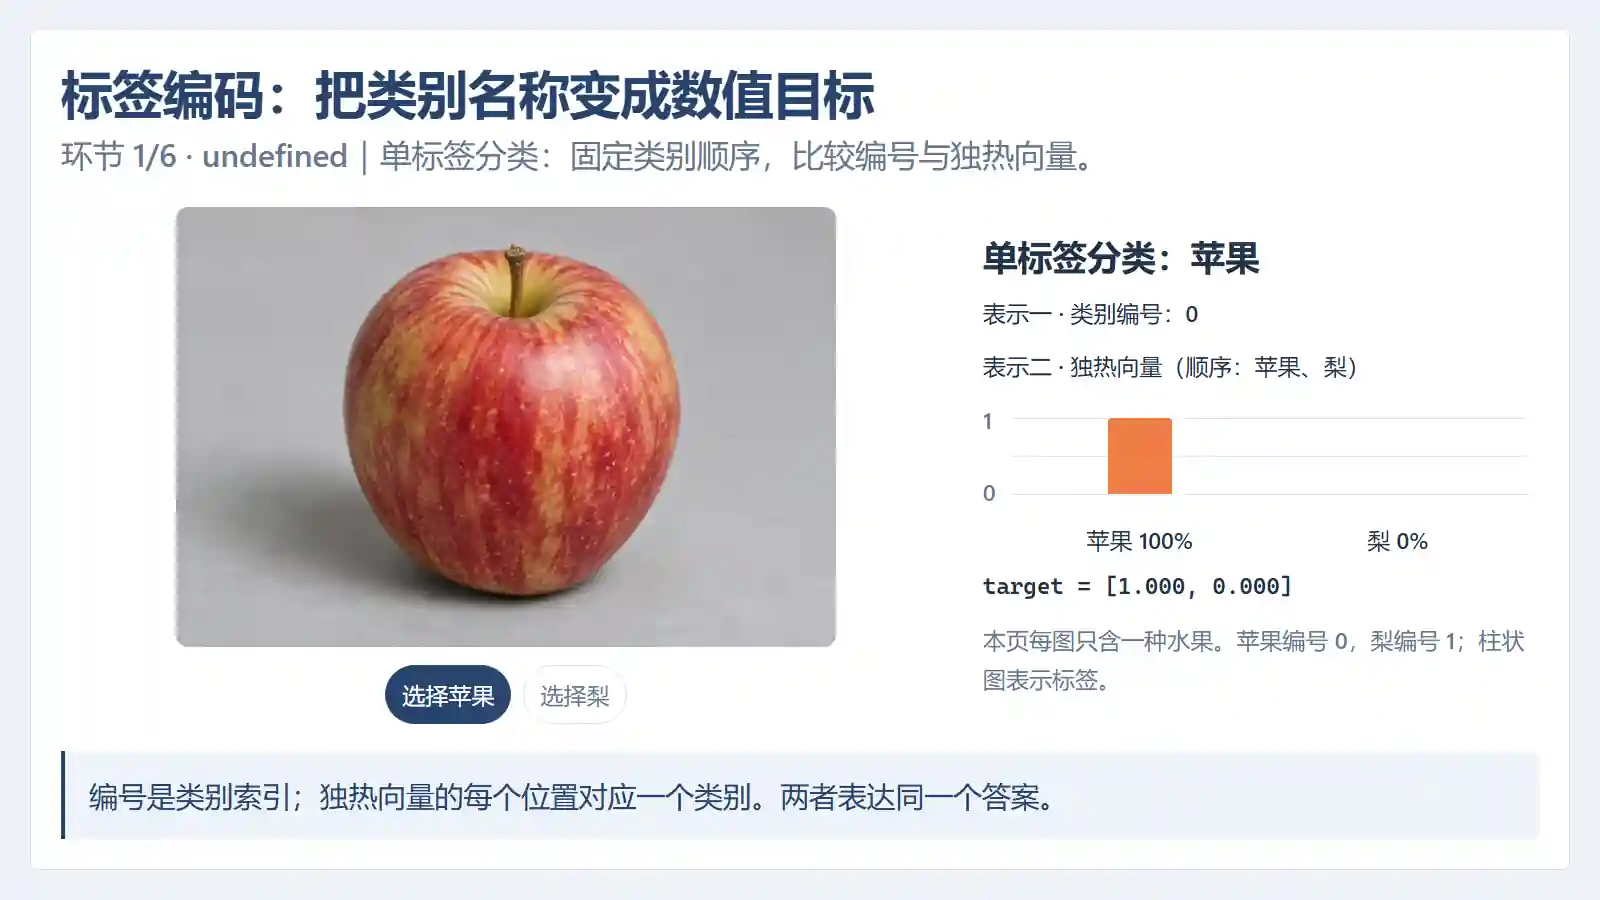 标签编码：把类别名称变成数值目标
环节 1/6 · undefined｜单标签分类：固定类别顺序，比较编号与独热向量。
单标签分类：苹果
表示一 · 类别编号：0
表示二 · 独热向量（顺序：苹果、梨）
1
0
苹果 100%
梨 0%
target = [1.000, 0.000]
本页每图只含一种水果。苹果编号 0，梨编号 1；柱状
图表示标签。
选择苹果
选择梨
编号是类别索引；独热向量的每个位置对应一个类别。两者表达同一个答案。